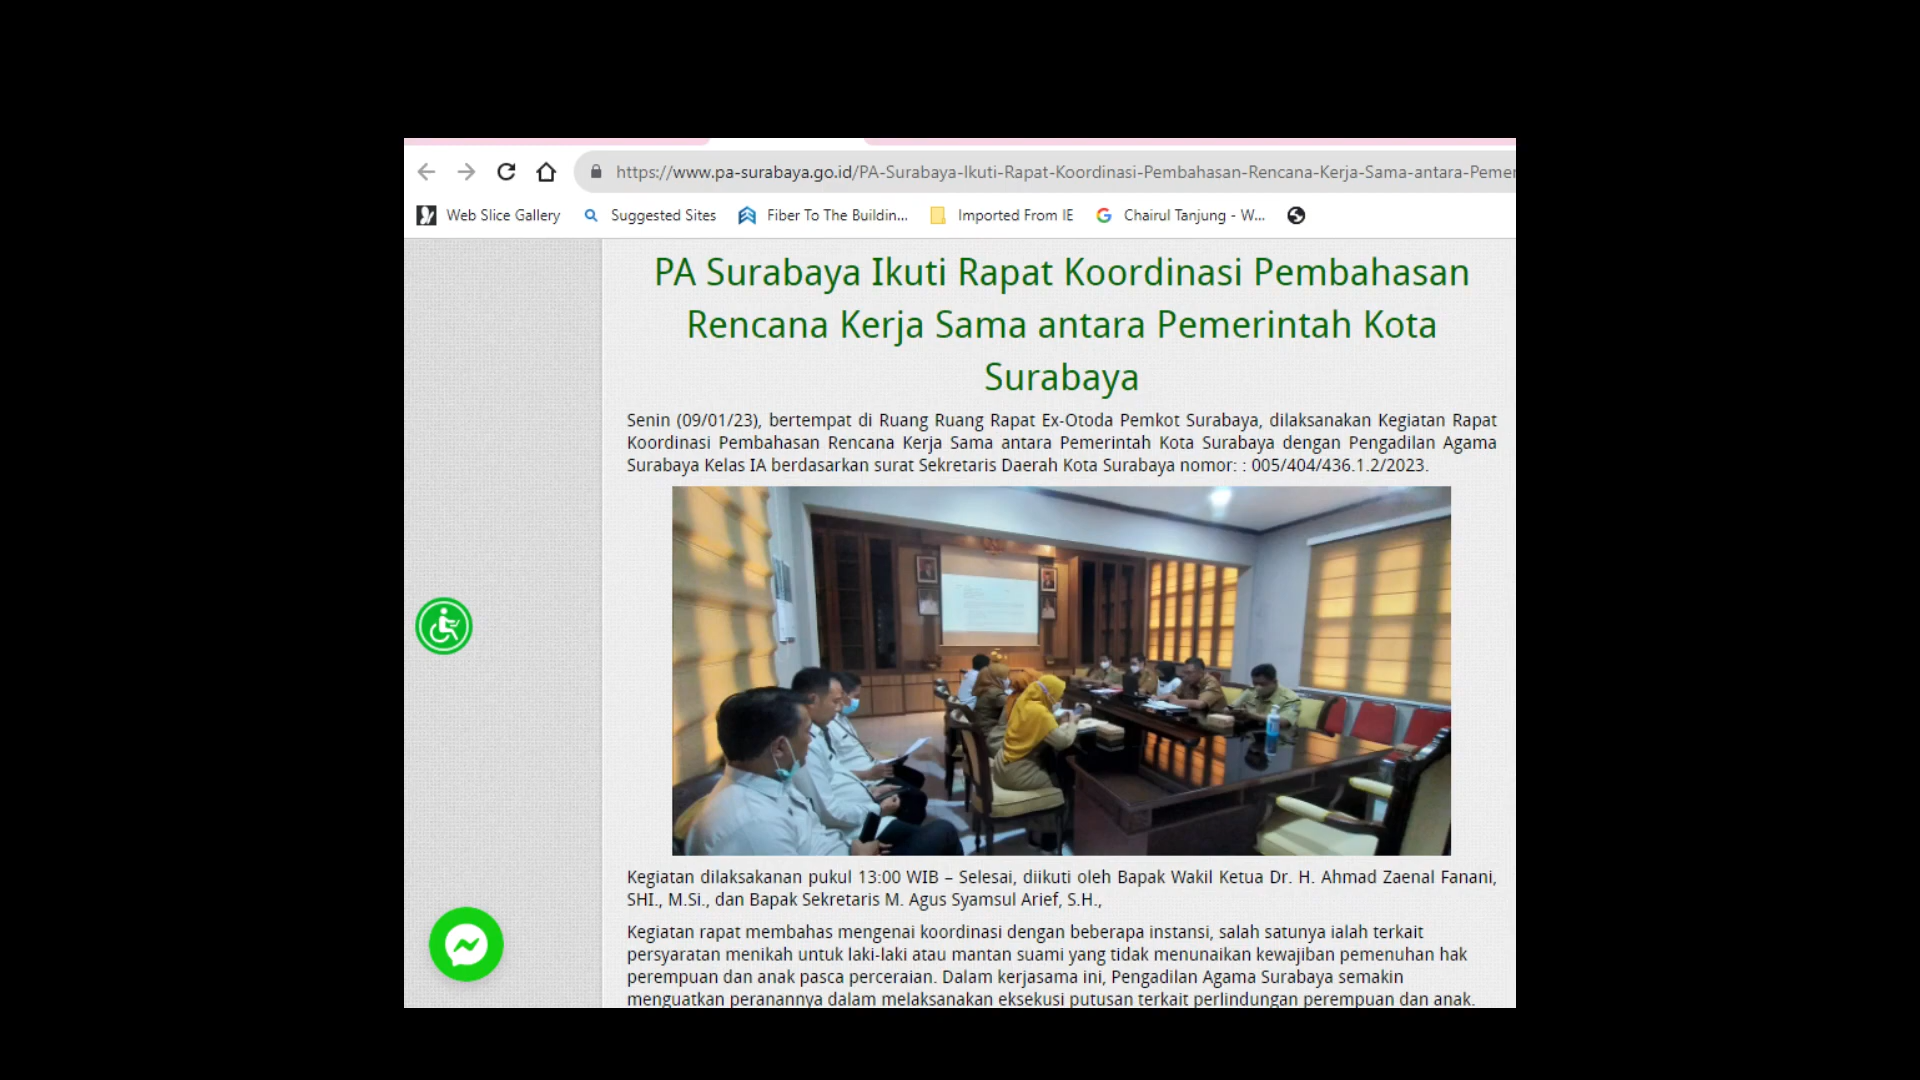 https://www.pa-surabaya.go.id/PA-Surabaya-Ikuti-Rapat-Koordinasi-Pembahasan-Rencana-Kerja-Sama-antara-Pemer
Web Slice Gallery
Suggested Sites
Fiber To The Buildin...
Imported From IE
Chairul Tanjung - W...
PA Surabaya Ikuti Rapat Koordinasi Pembahasan
Rencana Kerja Sama antara Pemerintah Kota
Surabaya
Senin (09/01/23), bertempat di Ruang Ruang Rapat Ex-Otoda Pemkot Surabaya, dilaksanakan Kegiatan Rapat
Koordinasi Pembahasan Rencana Kerja Sama antara Pemerintah Kota Surabaya dengan Pengadilan Agama
Surabaya Kelas IA berdasarkan surat Sekretaris Daerah Kota Surabaya nomor: : 005/404/436.1.2/2023.
Kegiatan dilaksakanan pukul 13:00 WIB – Selesai, diikuti oleh Bapak Wakil Ketua Dr. H. Ahmad Zaenal Fanani,
SHI., M.Si., dan Bapak Sekretaris M. Agus Syamsul Arief, S.H.,
Kegiatan rapat membahas mengenai koordinasi dengan beberapa instansi, salah satunya ialah terkait
persyaratan menikah untuk laki-laki atau mantan suami yang tidak menunaikan kewajiban pemenuhan hak
perempuan dan anak pasca perceraian. Dalam kerjasama ini, Pengadilan Agama Surabaya semakin
menguatkan peranannya dalam melaksanakan eksekusi putusan terkait perlindungan perempuan dan anak.